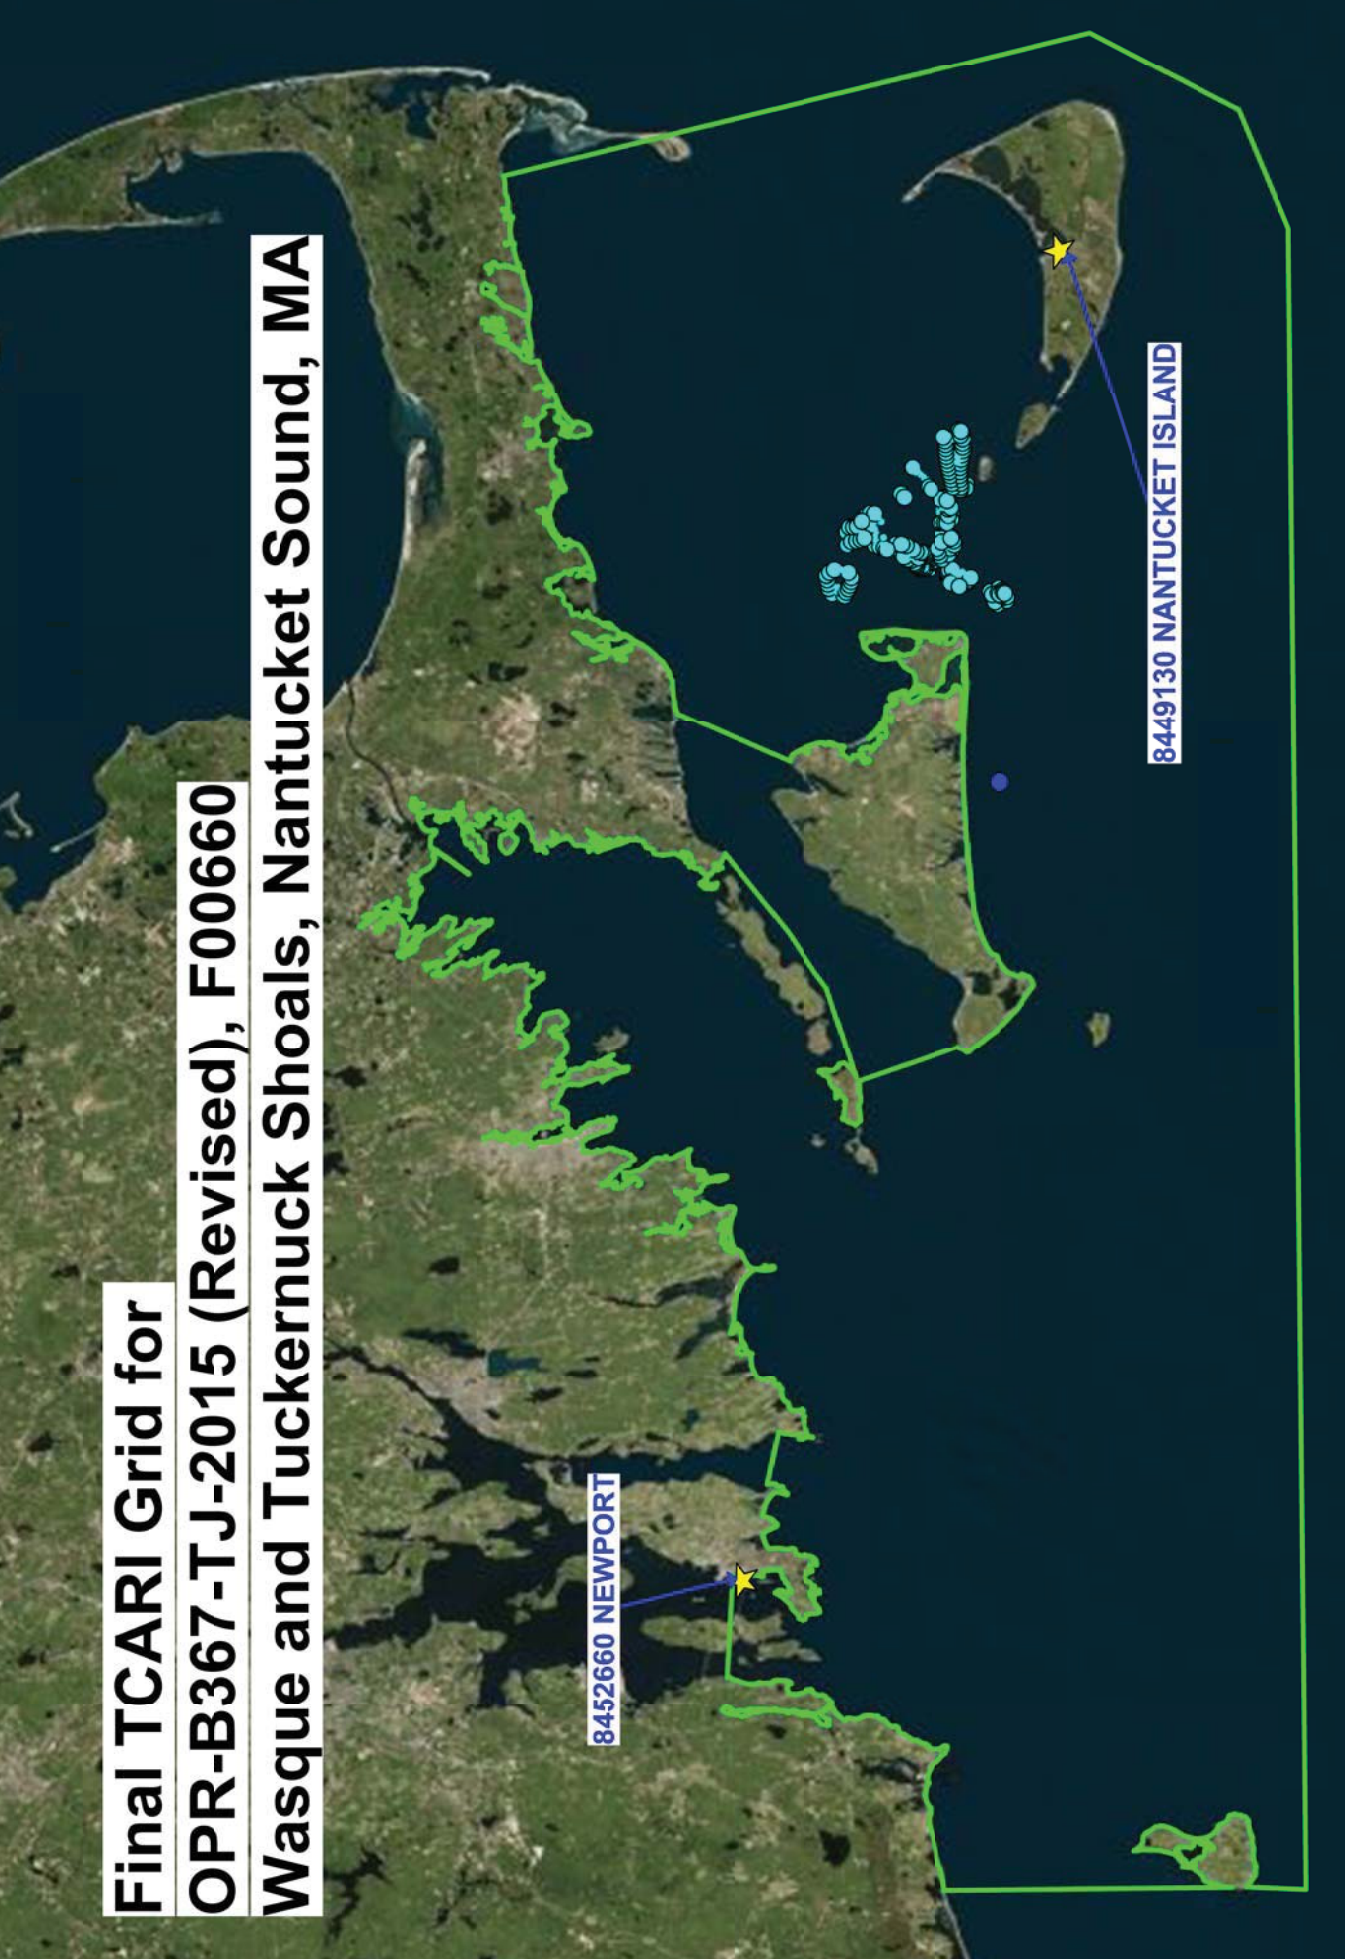 Final TCARI Grid for
OPR-B367-TJ-2015 (Revised), F00660
Wasque and Tuckernuck Shoals, Nantucket Sound, MA
8452660 NEWPORT
8449130 NANTUCKET ISLAND